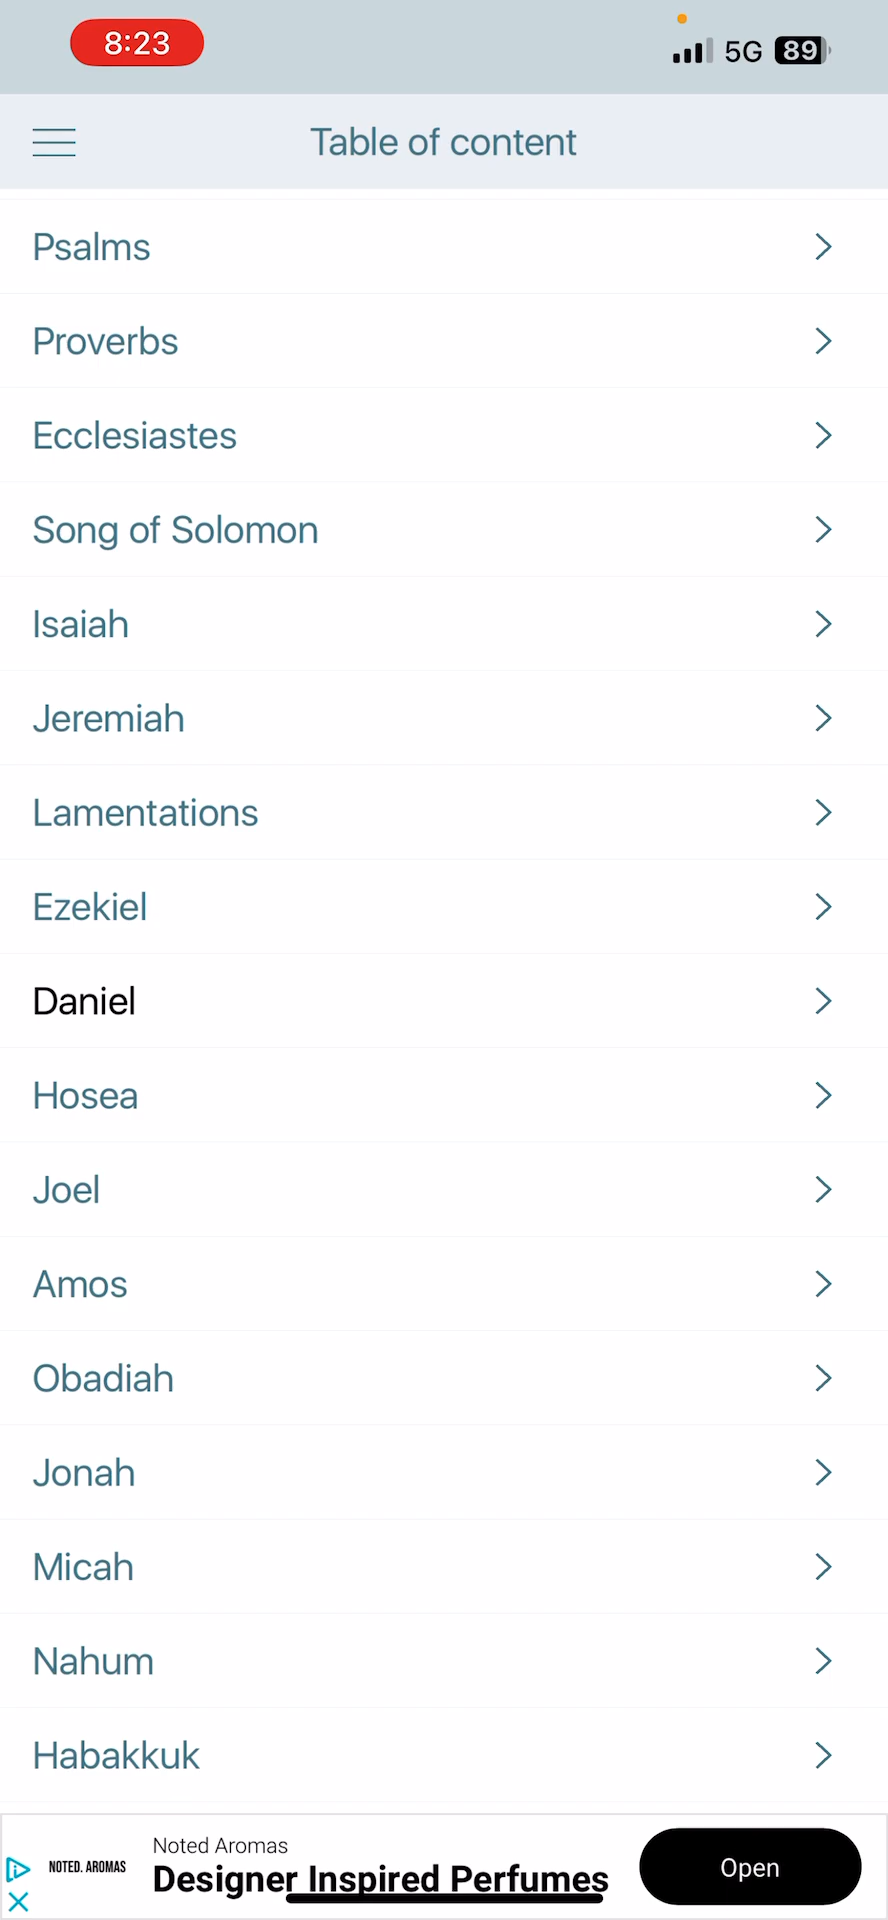 8:23
5G 89
Table of content
Psalms
Proverbs
Ecclesiastes
Song of Solomon
Isaiah
Jeremiah
Lamentations
Ezekiel
Daniel
Hosea
Joel
Amos
Obadiah
Jonah
Micah
Nahum
Habakkuk
NOTED. AROMAS
Noted Aromas
Designer Inspired Perfumes
Open